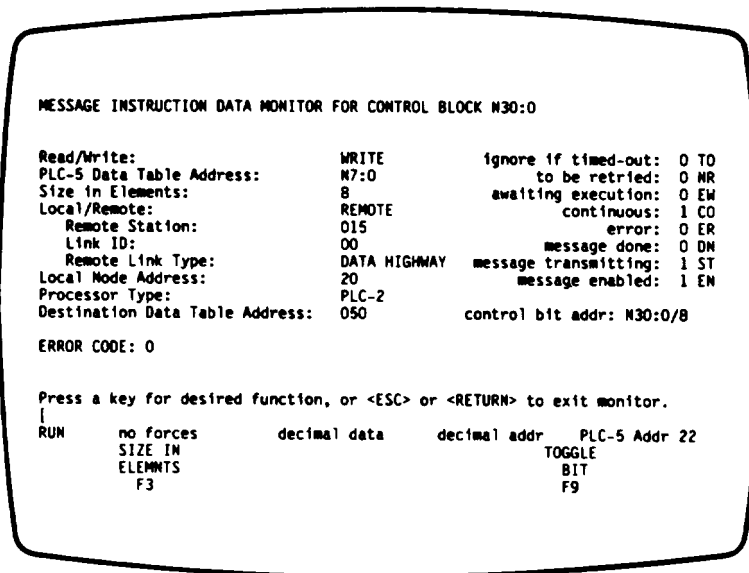 MESSAGE INSTRUCTION DATA MONITOR FOR CONTROL BLOCK N30:0
Read/Write: WRITE ignore if timed-out: 0 TO
PLC-5 Data Table Address: N7:0 to be retried: 0 NR
Size in Elements: 8 awaiting execution: 0 EW
Local/Remote: REMOTE continuous: 1 CO
Remote Station: 015 error: 0 ER
Link ID: 00 message done: 0 DN
Remote Link Type: DATA HIGHWAY message transmitting: 1 ST
Local Node Address: 20 message enabled: 1 EN
Processor Type: PLC-2
Destination Data Table Address: 050 control bit addr: N30:0/8
ERROR CODE: 0
Press a key for desired function, or <ESC> or <RETURN> to exit monitor.
[
RUN no forces decimal data decimal addr PLC-5 Addr 22
SIZE IN TOGGLE
ELEMNTS BIT
F3 F9